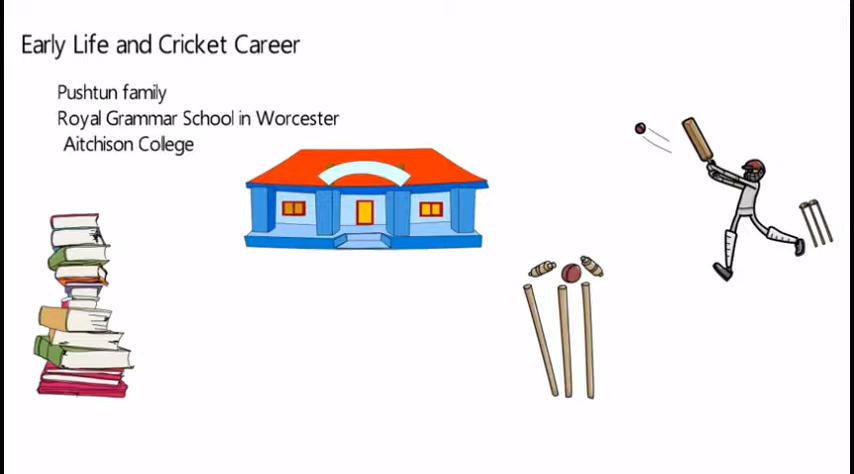 Early Life and Cricket Career
Pushtun family
Royal Grammar School in Worcester
Aitchison College